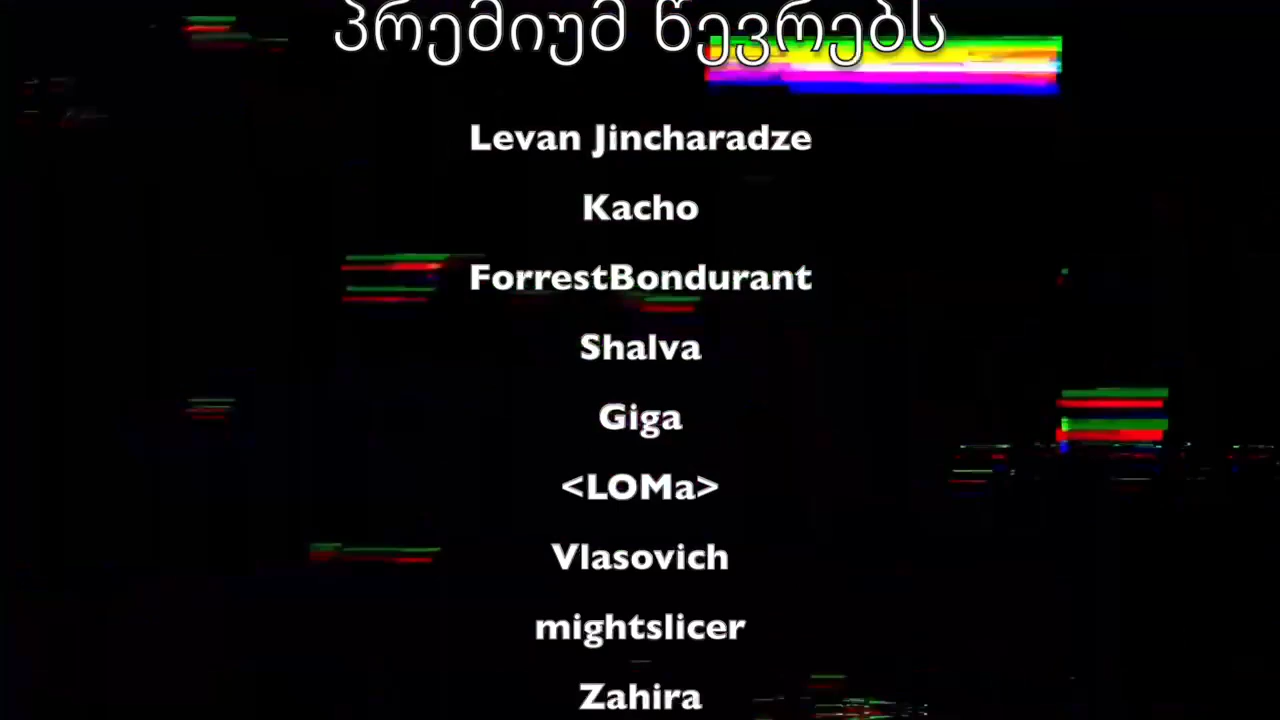 პრემიუმ წევრებს
Levan Jincharadze
Kacho
ForrestBondurant
Shalva
Giga
<LOMa>
Vlasovich
mightslicer
Zahira